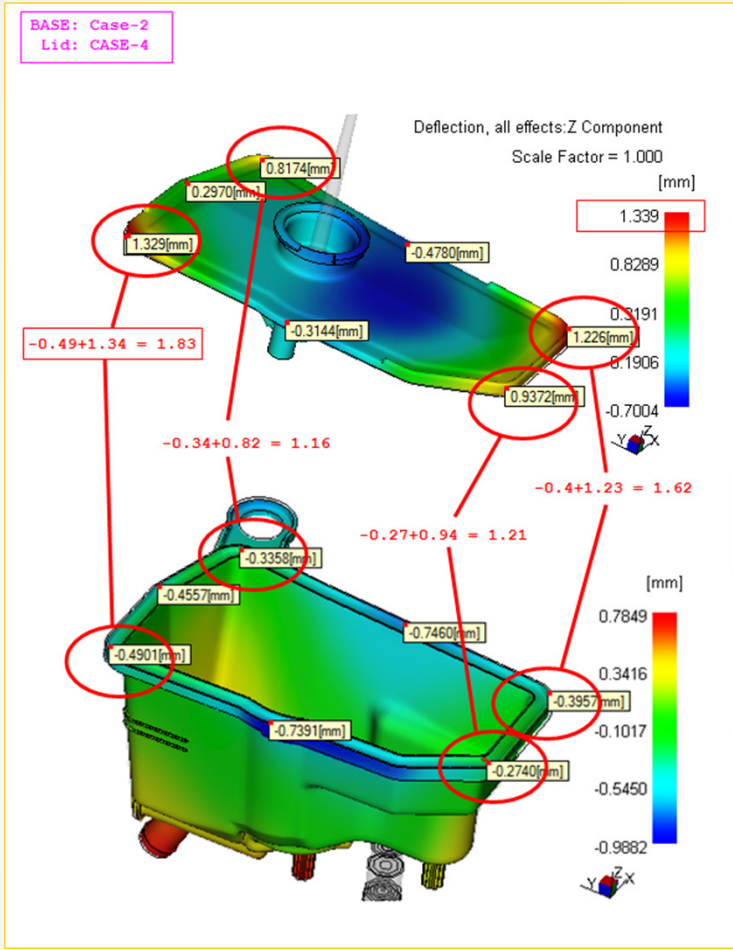 BASE: Case-2
Lid: CASE-4
Deflection, all effects:Z Component
Scale Factor = 1.000
[mm]
0.8174[mm]
0.2970[mm]
1.339
1.329[mm]
-0.4780[mm]
0.8289
0.3191
-0.3144[mm]
1.226[mm]
-0.49+1.34 = 1.83
-0.1906
0.9372[mm]
-0.7004
Z
Y
X
-0.34+0.82 = 1.16
-0.4+1.23 = 1.62
-0.27+0.94 = 1.21
-0.3358[mm]
[mm]
-0.4557[mm]
0.7849
-0.7460[mm]
-0.4901[mm]
0.3416
-0.3957[mm]
-0.7391[mm]
-0.1017
-0.2740[mm]
-0.5450
-0.9882
Z
Y
X